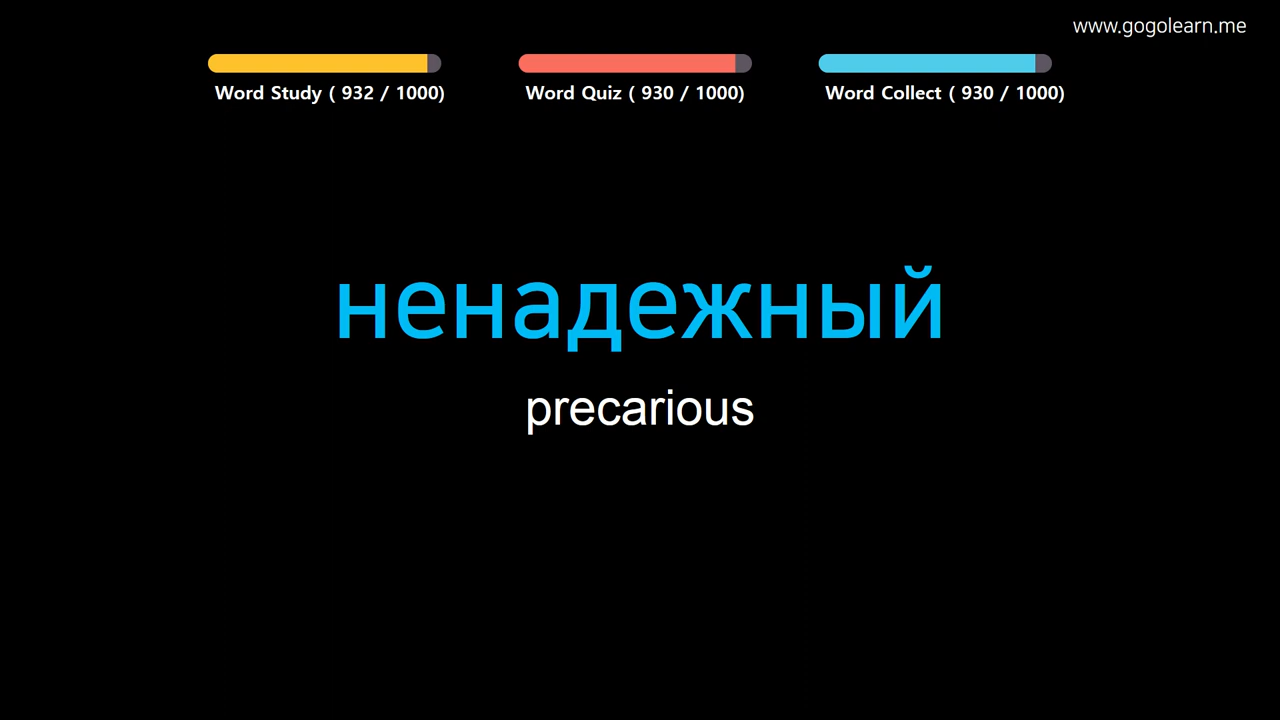 www.gogolearn.me
Word Study ( 932 / 1000)
Word Quiz ( 930 / 1000)
Word Collect ( 930 / 1000)
ненадежный
precarious